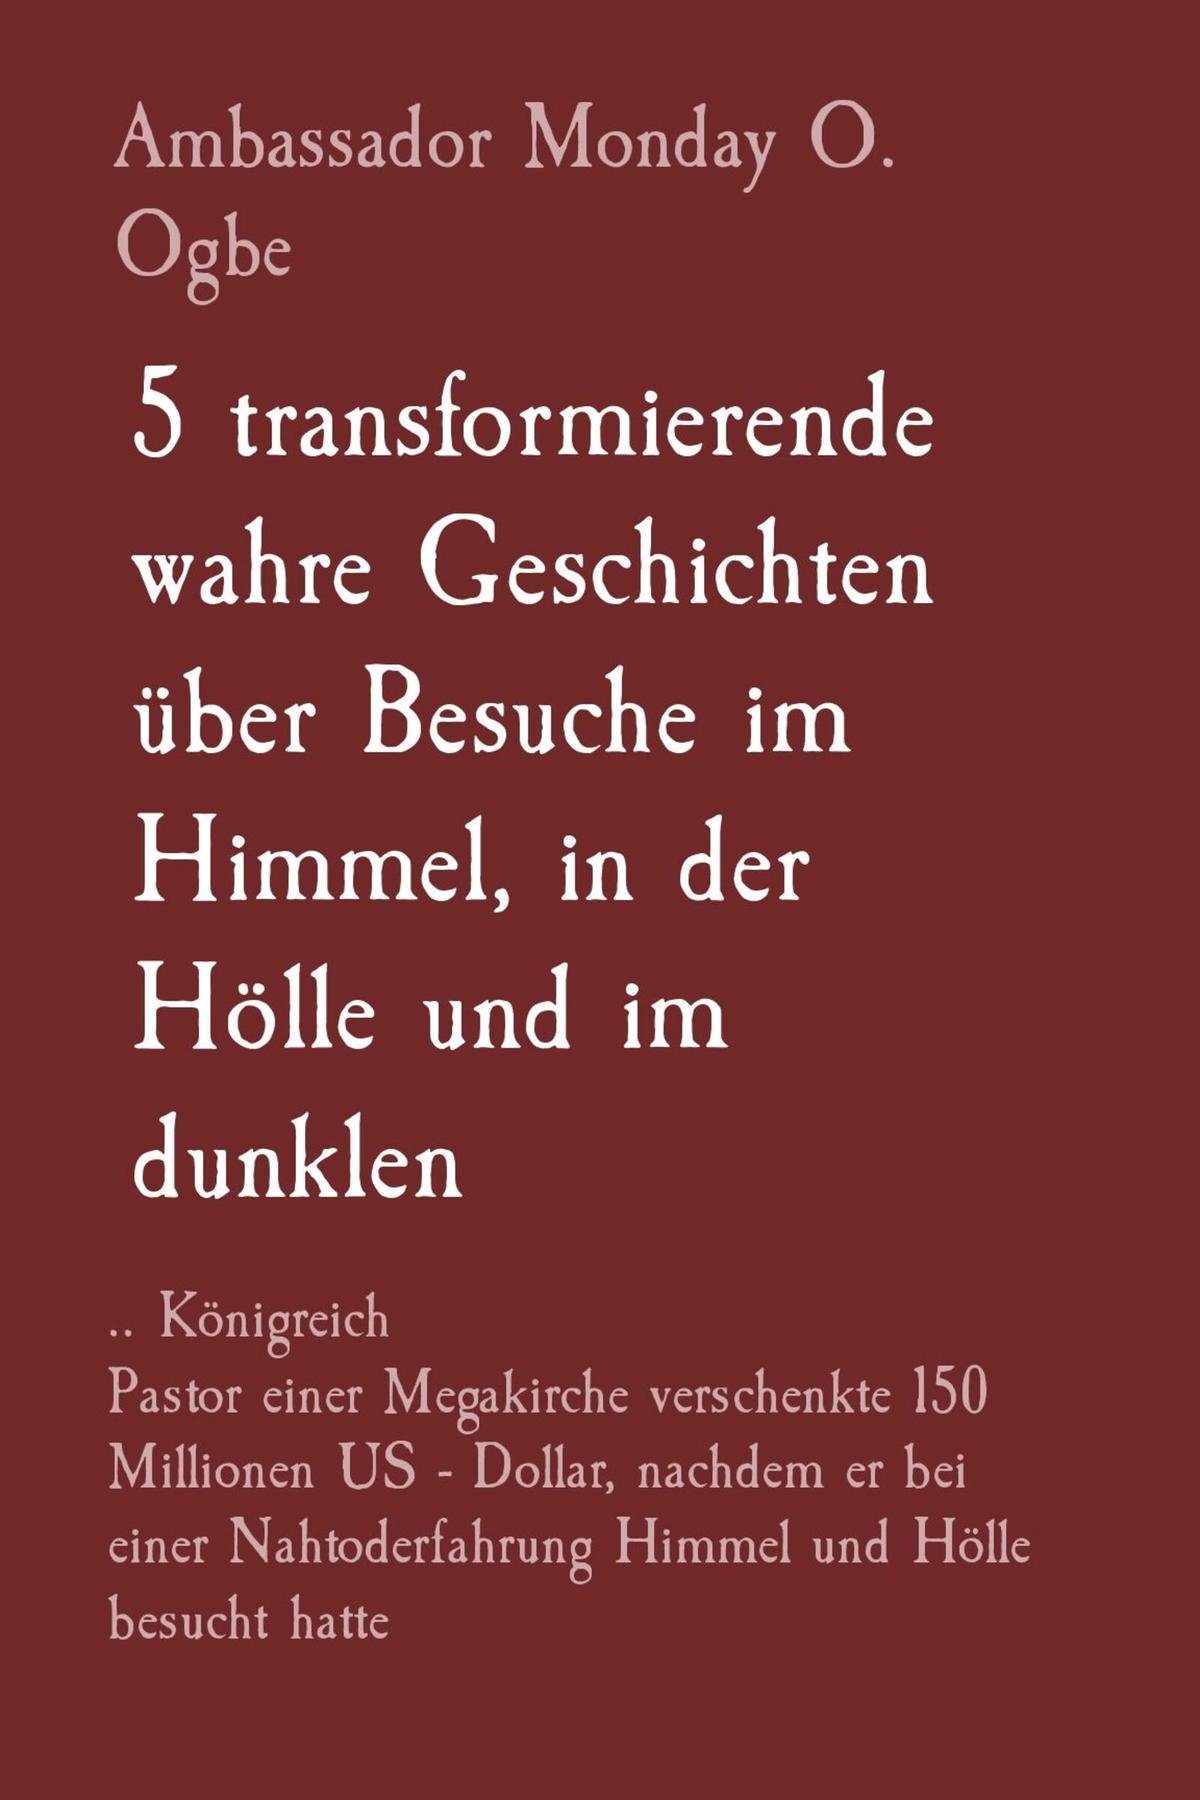 Ambassador Monday O.
Ogbe
5 transformierende
wahre Geschichten
über Besuche im
Himmel, in der
Hölle und im
dunklen
.. Königreich
Pastor einer Megakirche verschenkte 150
Millionen US - Dollar, nachdem er bei
einer Nahtoderfahrung Himmel und Hölle
besucht hatte